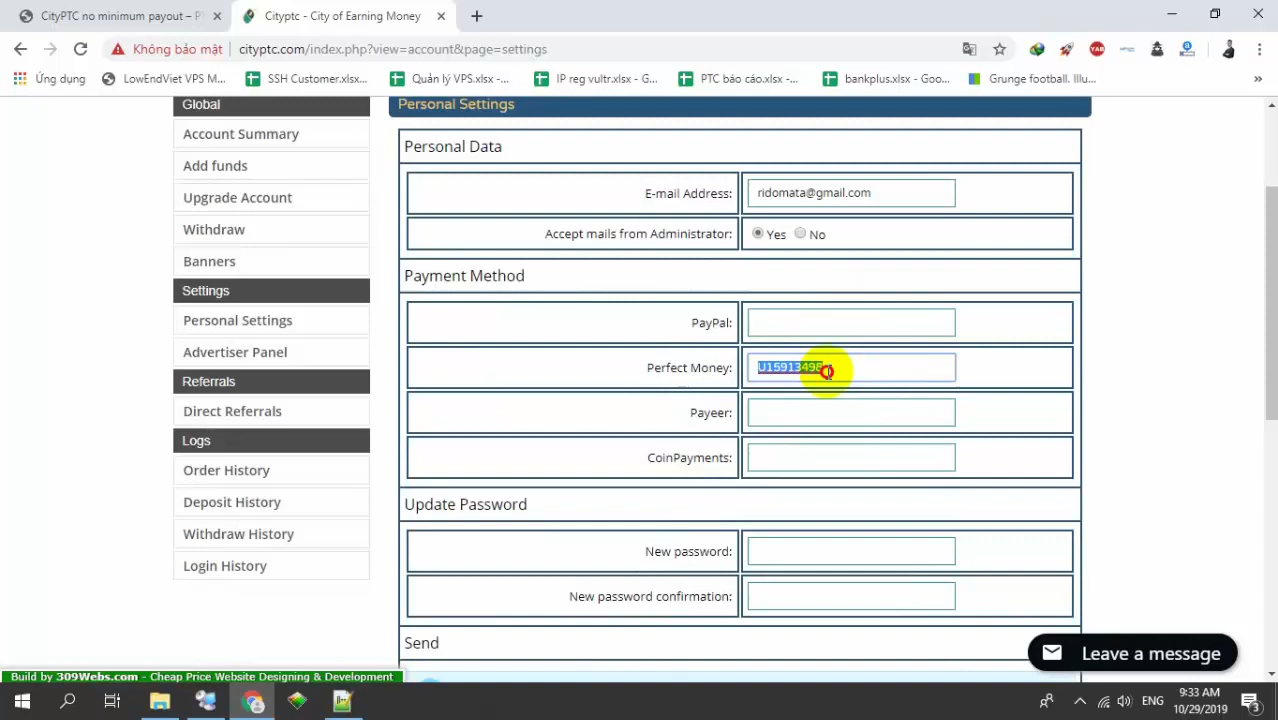 CityPTC no minimum payout – PT
Cityptc - City of Earning Money
Không bảo mật
cityptc.com/index.php?view=account&page=settings
Ứng dụng
LowEndViet VPS M...
SSH Customer.xlsx...
Quản lý VPS.xlsx -...
IP reg vultr.xlsx - G...
PTC báo cáo.xlsx -...
bankplus.xlsx - Goo...
Grunge football. Illu...
»
Global
Account Summary
Add funds
Upgrade Account
Withdraw
Banners
Settings
Personal Settings
Advertiser Panel
Referrals
Direct Referrals
Logs
Order History
Deposit History
Withdraw History
Login History
Personal Settings
Personal Data
E-mail Address:
ridomata@gmail.com
Accept mails from Administrator:
Yes No
Payment Method
PayPal:
Perfect Money:
Payeer:
CoinPayments:
Update Password
New password:
New password confirmation:
Send
Leave a message
Build by 309Webs.com - Cheap Price Website Designing & Development
ENG
9:33 AM
10/29/2019
3